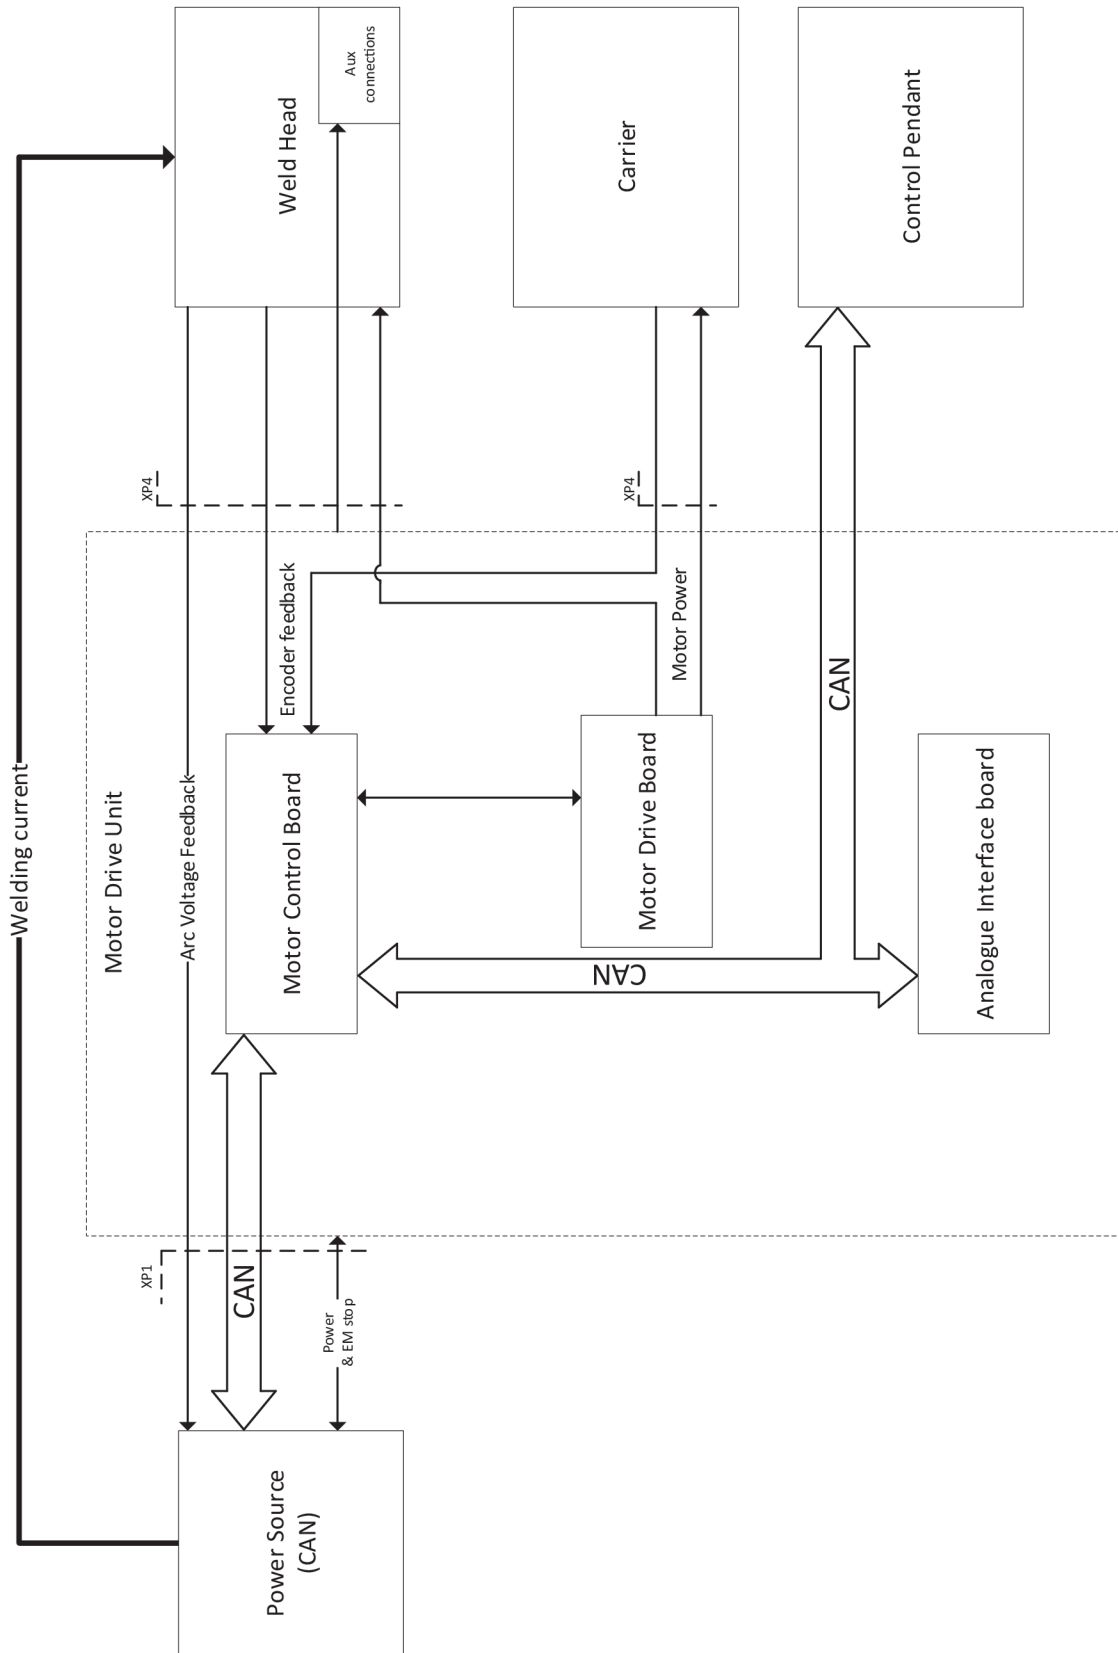 Welding current
Motor Drive Unit
Arc Voltage Feedback
Power Source
(CAN)
XP1
CAN
Power
& EM stop
Motor Control Board
Encoder feedback
XP4
Weld Head
Aux
connections
CAN
Motor Drive Board
Motor Power
XP4
Carrier
CAN
Analogue Interface board
Control Pendant